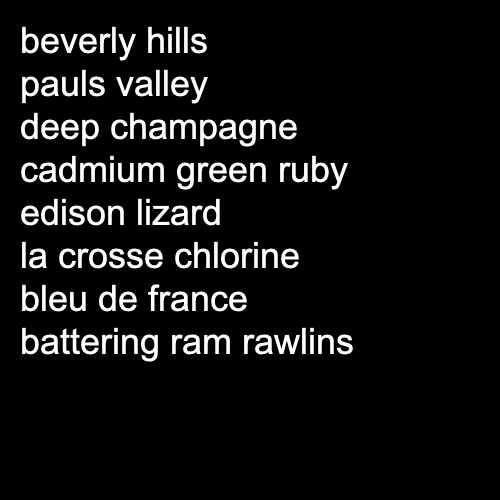 beverly hills
pauls valley
deep champagne
cadmium green ruby
edison lizard
la crosse chlorine
bleu de france
battering ram rawlins